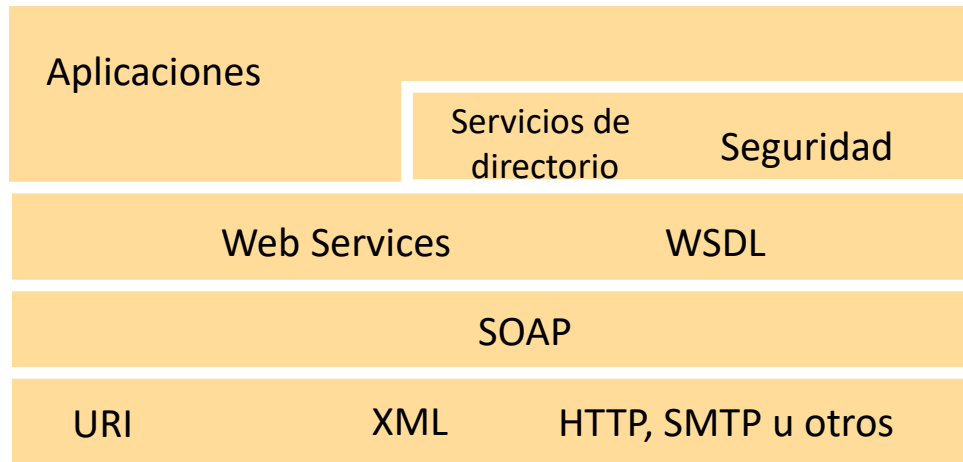 Aplicaciones
Servicios de
directorio
Seguridad
Web Services
WSDL
SOAP
URI
XML
HTTP, SMTP u otros